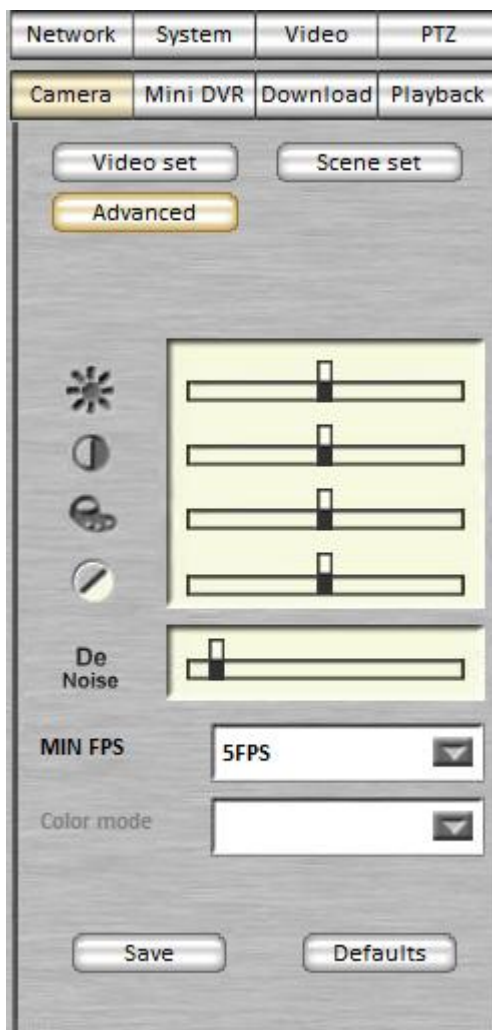 Network System Video PTZ
Camera Mini DVR Download Playback
Video set Scene set
Advanced
De
Noise
MIN FPS 5FPS
Color mode
Save Defaults